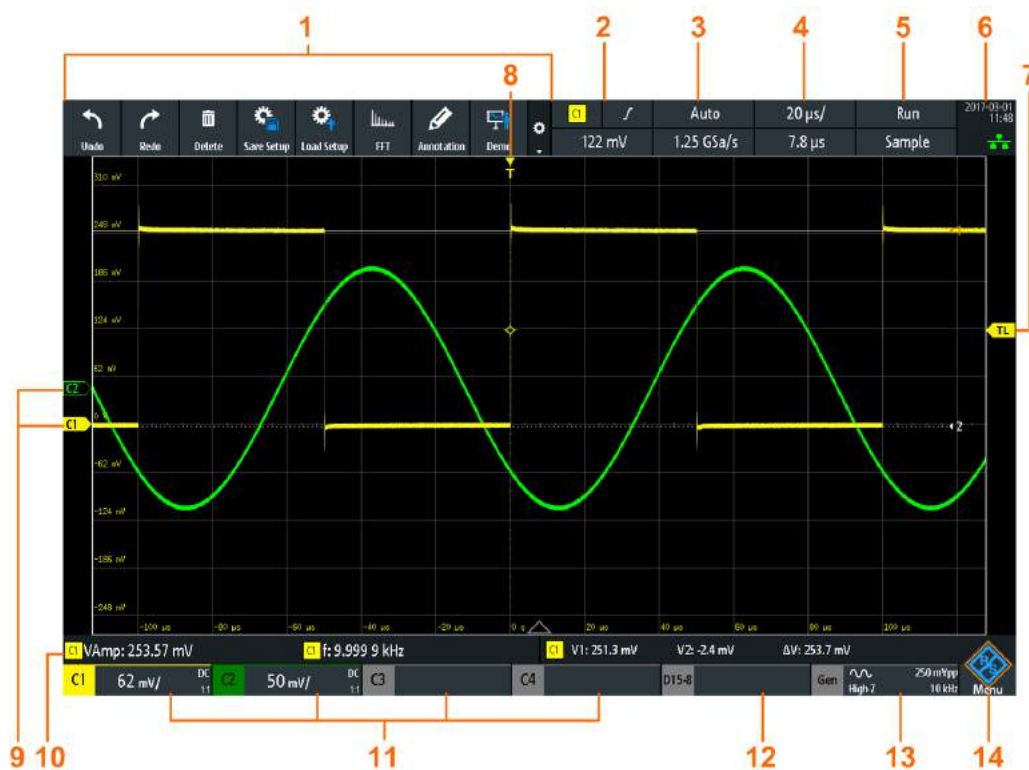 1 2 3 4 5 6
7
8
2017-03-01
11:48
C1 Auto 20 µs/ Run
Undo Redo Delete Save Setup Load Setup FFT Annotation Demo
122 mV 1.25 GSa/s 7.8 µs Sample
T
310 mV
248 mV
186 mV
124 mV
TL
62 mV
C2
0 V
C1
2
-62 mV
-124 mV
-186 mV
-248 mV
-100 µs -80 µs -60 µs -40 µs -20 µs 0 s 20 µs 40 µs 60 µs 80 µs 100 µs
C1 VAmp: 253.57 mV C1 f: 9.999 9 kHz C1 V1: 251.3 mV V2: -2.4 mV ΔV: 253.7 mV
C1 62 mV/ DC 1:1 C2 50 mV/ DC 1:1 C3 C4 D15-8 Gen High Z 250 mVpp 10 kHz R&S Menu
9 10 11 12 13 14